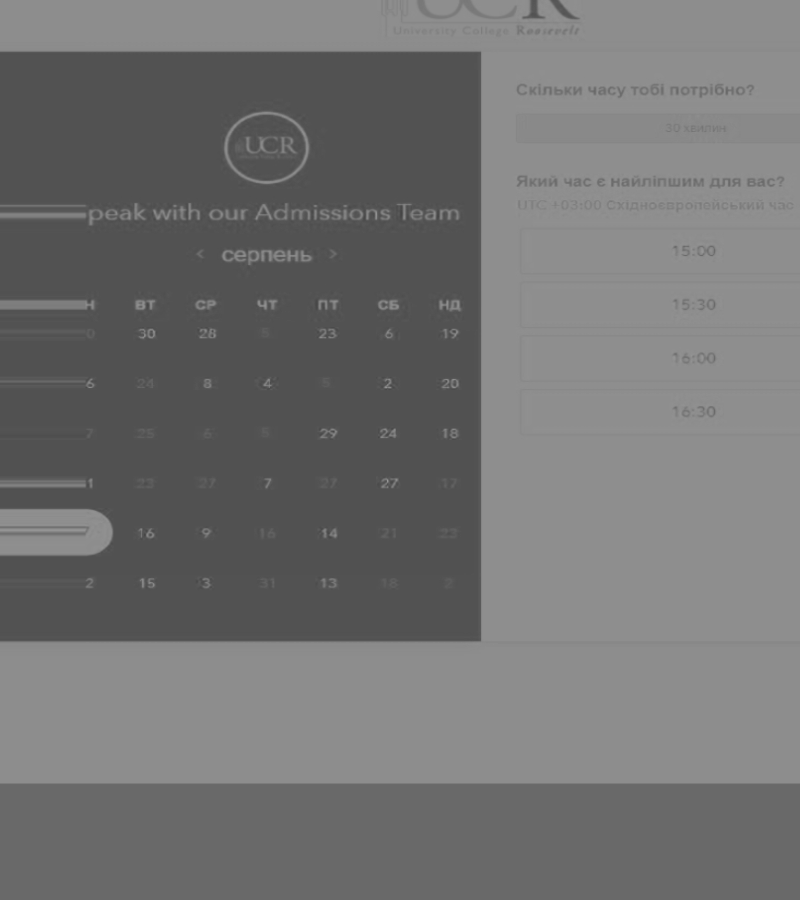 UCR
University College Roosevelt
UCR
peak with our Admissions Team
< серпень >
Н ВТ СР ЧТ ПТ СБ НД
0 30 28 5 23 6 19
6 24 8 4 5 2 20
7 25 6 5 29 24 18
1 22 27 7 27 27 17
7 16 9 16 14 21 22
2 15 3 31 13 18 2
Скільки часу тобі потрібно?
30 хвилин
Який час є найліпшим для вас?
UTC +03:00 Східноєвропейський час
15:00
15:30
16:00
16:30